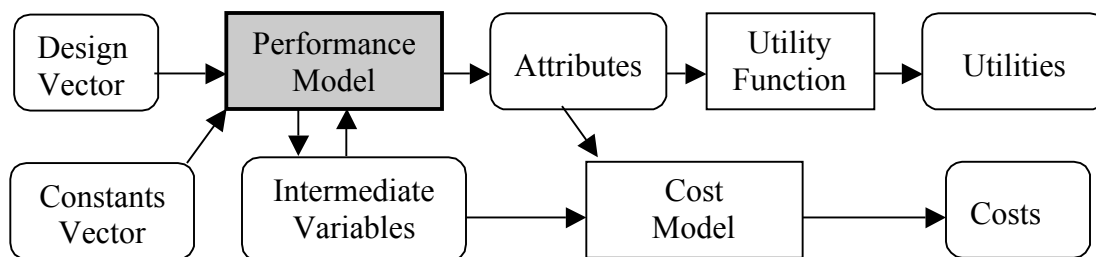 Design
Vector
Performance
Model
Attributes
Utility
Function
Utilities
Constants
Vector
Intermediate
Variables
Cost
Model
Costs